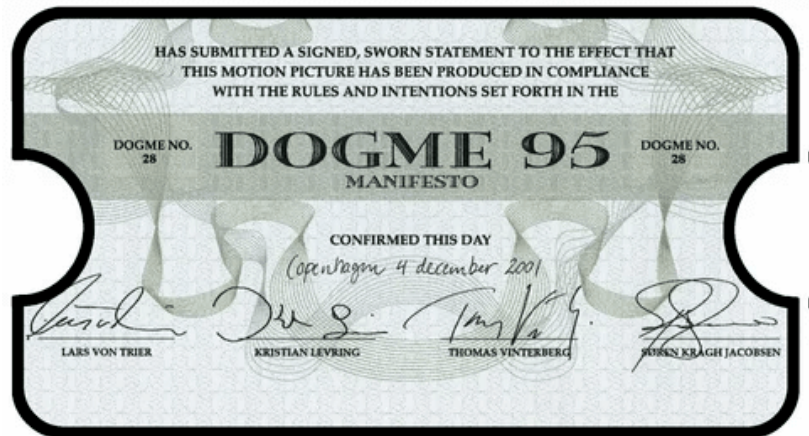 HAS SUBMITTED A SIGNED, SWORN STATEMENT TO THE EFFECT THAT
THIS MOTION PICTURE HAS BEEN PRODUCED IN COMPLIANCE
WITH THE RULES AND INTENTIONS SET FORTH IN THE
DOGME NO. DOGME 95 DOGME NO.
28 MANIFESTO 28
CONFIRMED THIS DAY
Copenhagen 4 december 2001
LARS VON TRIER KRISTIAN LEVRING THOMAS VINTERBERG SØREN KRAGH JACOBSEN